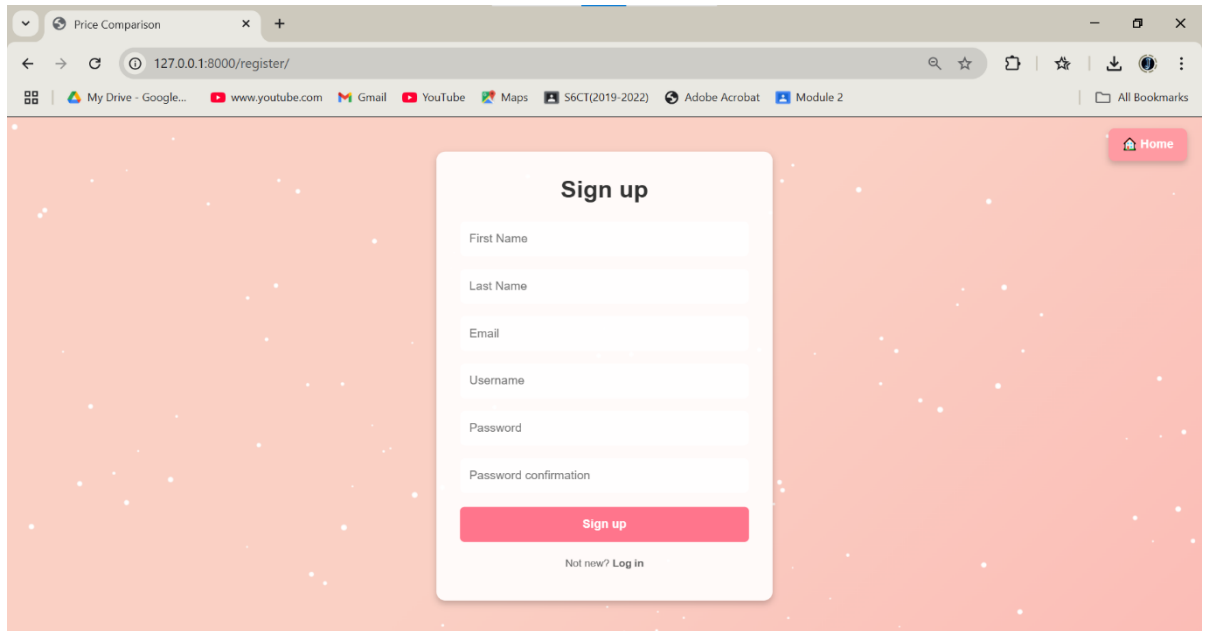 Price Comparison
127.0.0.1:8000/register/
My Drive - Google... www.youtube.com Gmail YouTube Maps S6CT(2019-2022) Adobe Acrobat Module 2 All Bookmarks
Home
Sign up
First Name
Last Name
Email
Username
Password
Password confirmation
Sign up
Not new? Log in